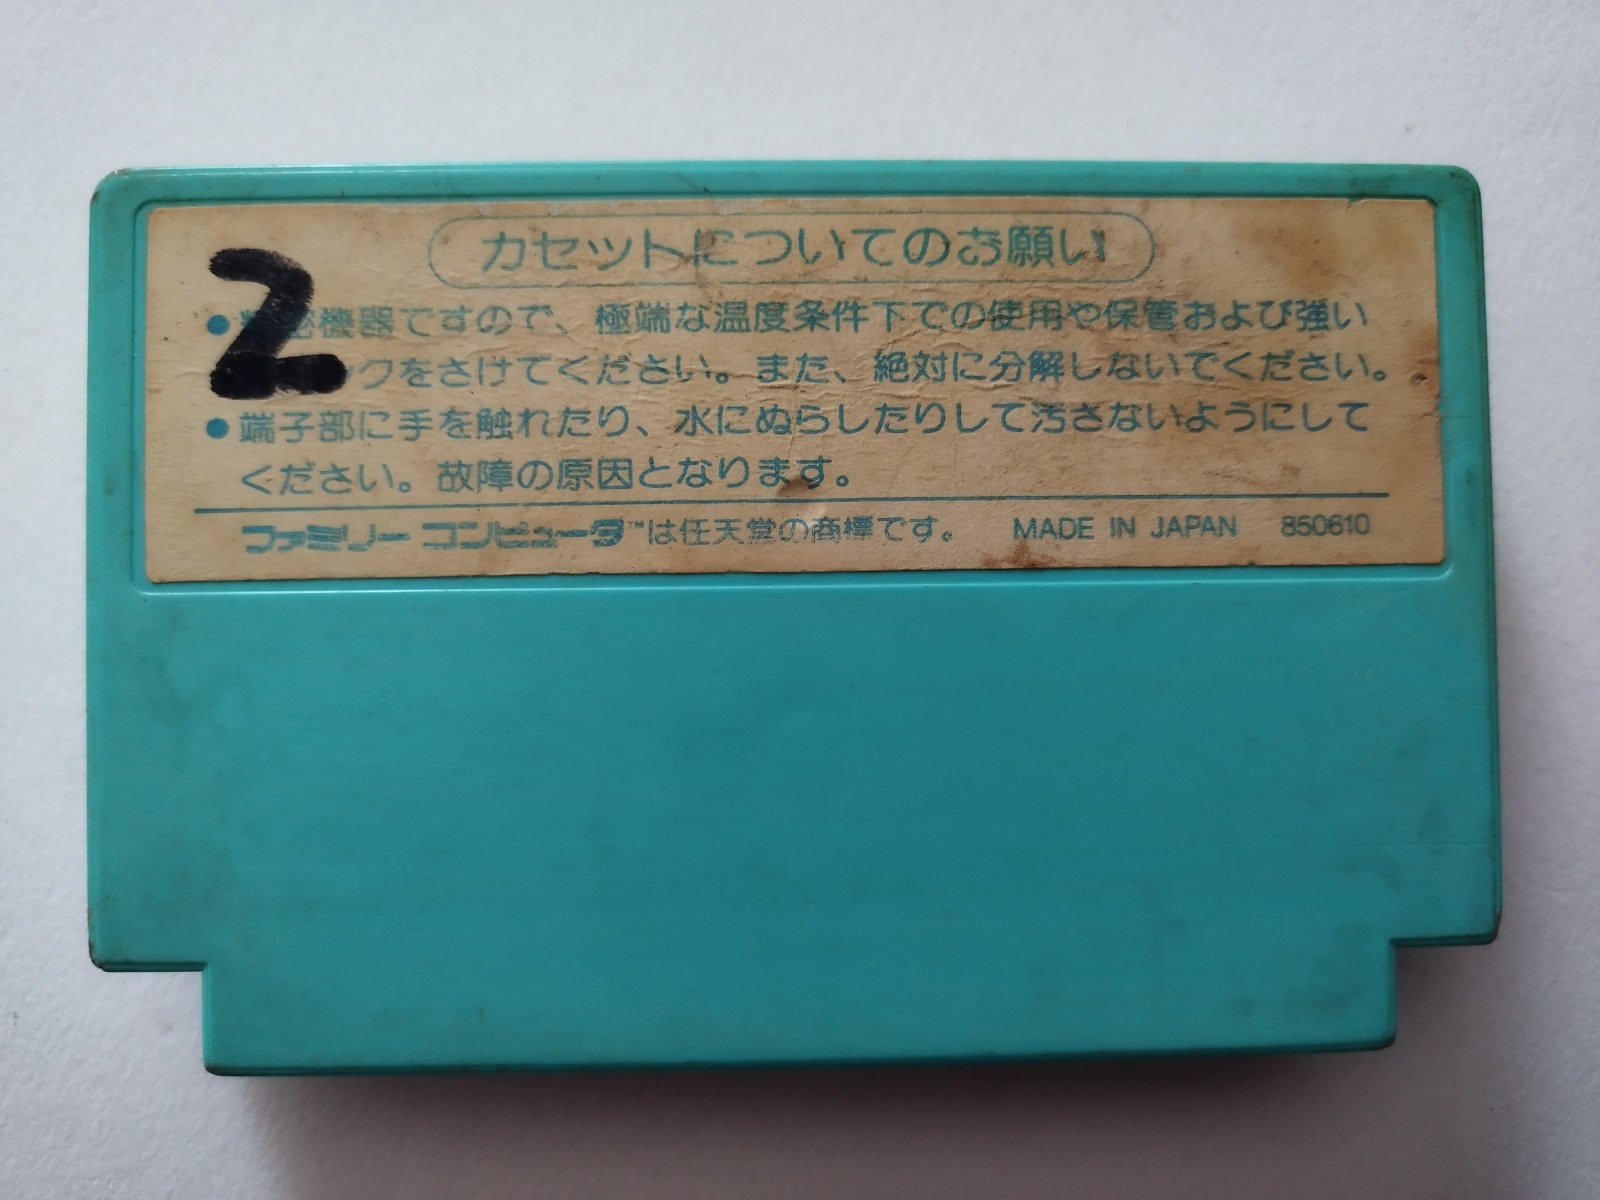 カセットについてのお願い
2
●密機器ですので、極端な温度条件下での使用や保管および強い
クをさけてください。また、絶対に分解しないでください。
●端子部に手を触れたり、水にぬらしたりして汚さないようにして
ください。故障の原因となります。
ファミリー コンピュータ™は任天堂の商標です。 MADE IN JAPAN 850610